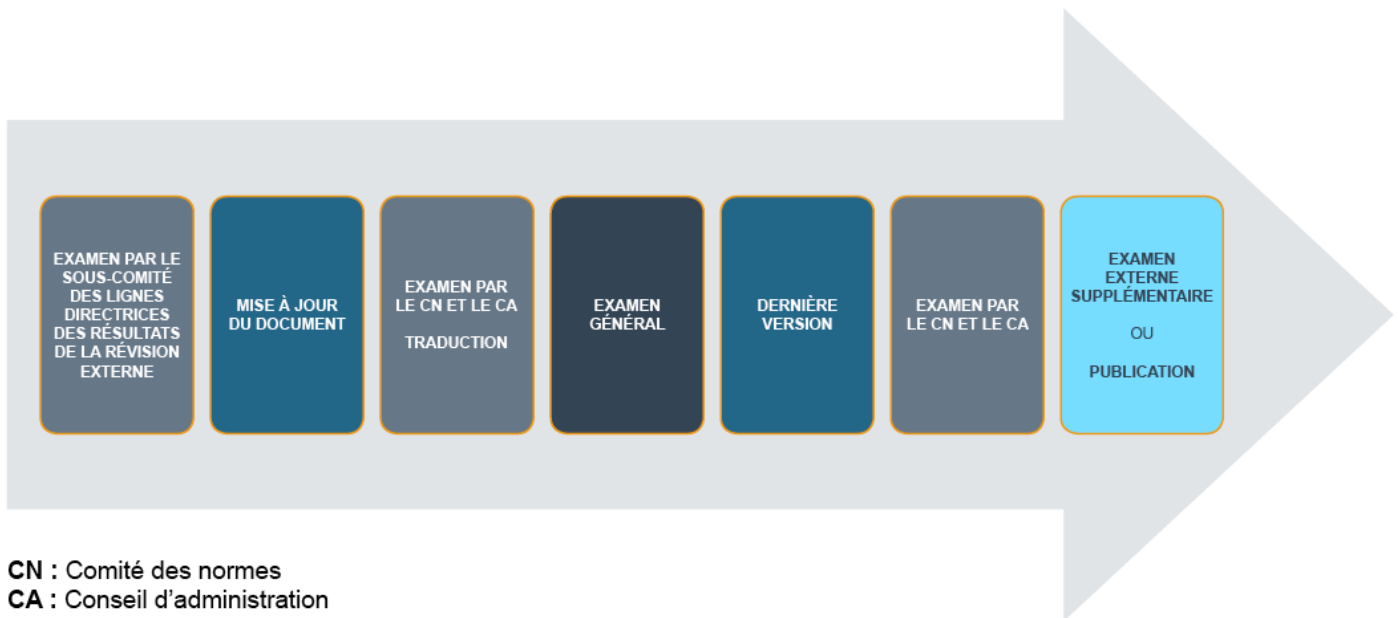 EXAMEN PAR LE
SOUS-COMITÉ
DES LIGNES
DIRECTRICES
DES RÉSULTATS
DE LA RÉVISION
EXTERNE
MISE À JOUR
DU DOCUMENT
EXAMEN PAR
LE CN ET LE CA
TRADUCTION
EXAMEN
GÉNÉRAL
DERNIÈRE
VERSION
EXAMEN PAR
LE CN ET LE CA
EXAMEN
EXTERNE
SUPPLÉMENTAIRE
OU
PUBLICATION
CN : Comité des normes
CA : Conseil d’administration